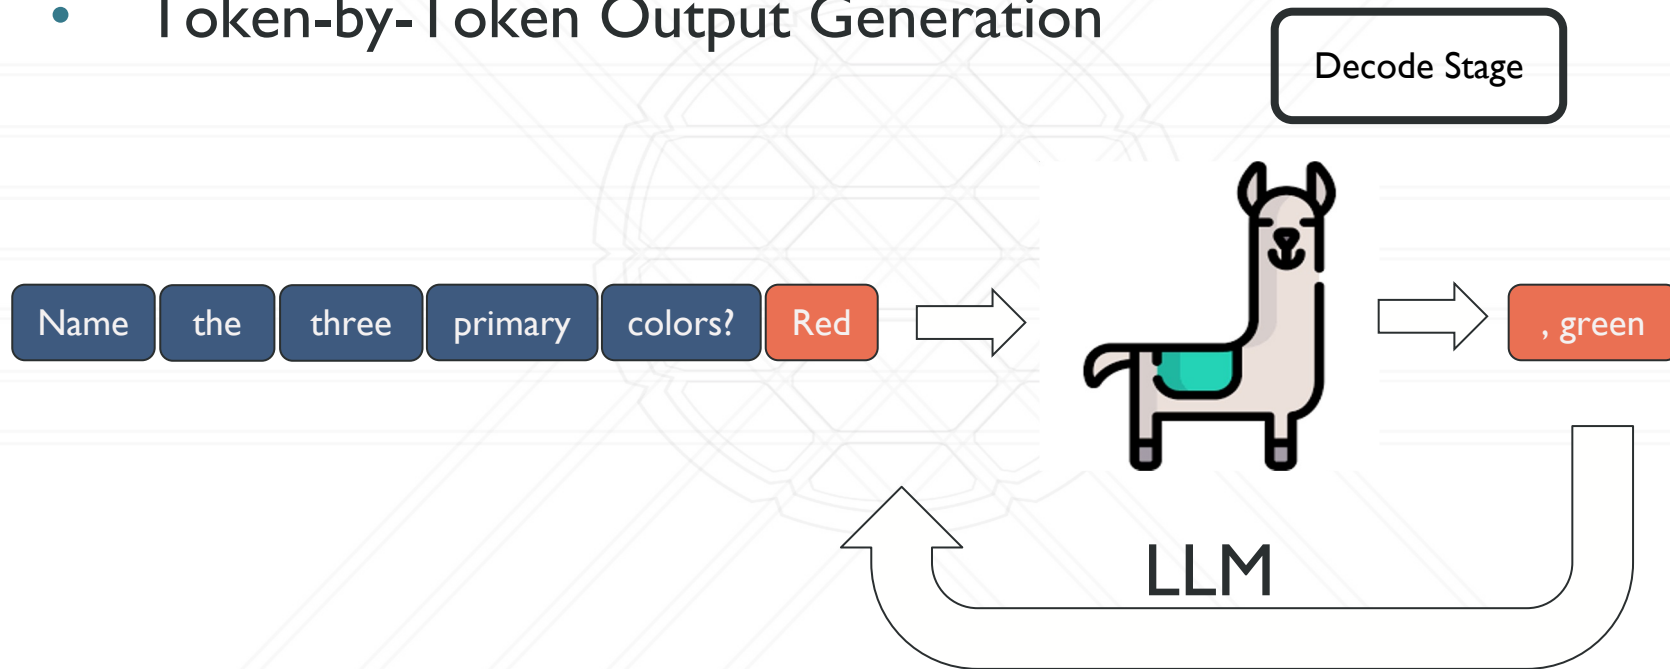 • Token-by-Token Output Generation
Decode Stage
Name the three primary colors? Red
, green
LLM